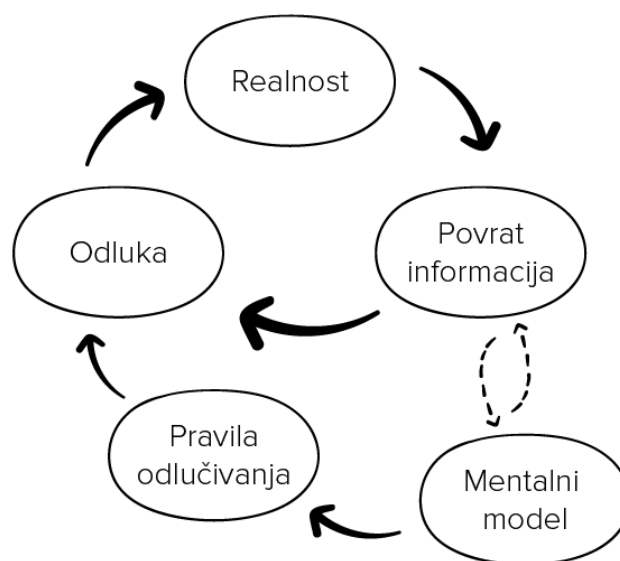 Realnost
Povrat
informacija
Odluka
Pravila
odlučivanja
Mentalni
model